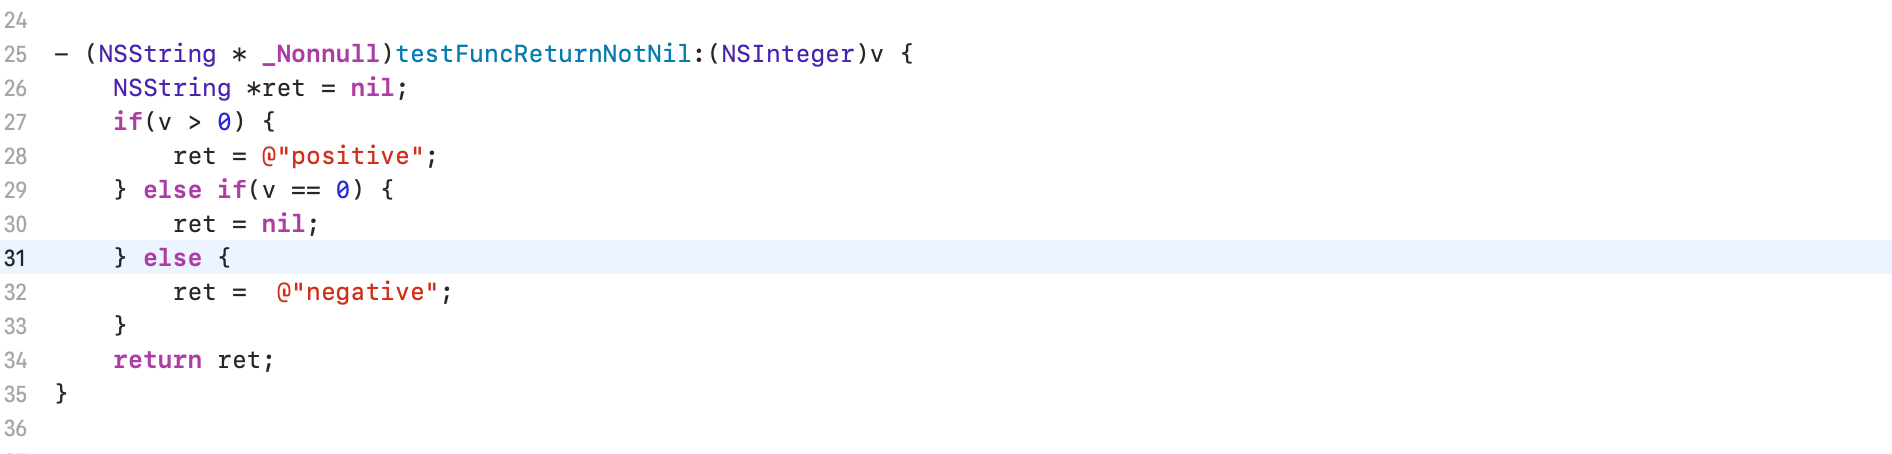 24
25 - (NSString * _Nonnull)testFuncReturnNotNil:(NSInteger)v {
26 NSString *ret = nil;
27 if(v > 0) {
28 ret = @"positive";
29 } else if(v == 0) {
30 ret = nil;
31 } else {
32 ret =  @"negative";
33 }
34 return ret;
35 }
36